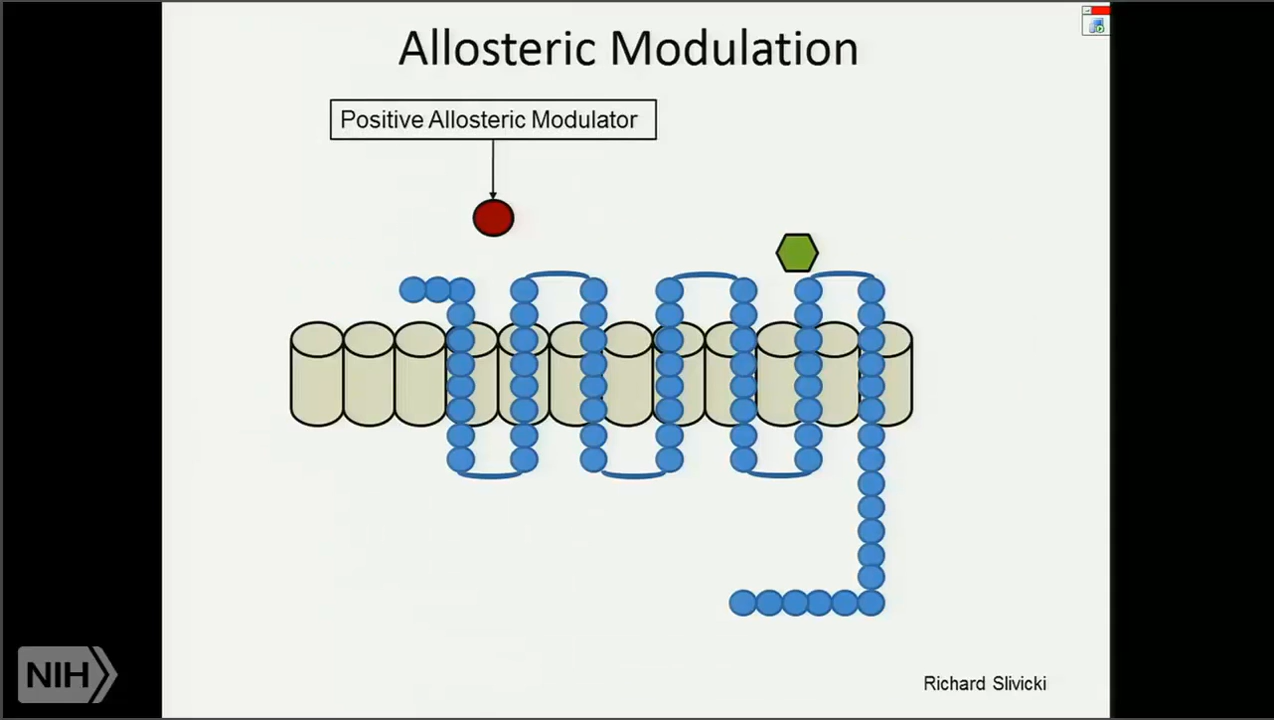 Allosteric Modulation
Positive Allosteric Modulator
NIH
Richard Slivicki